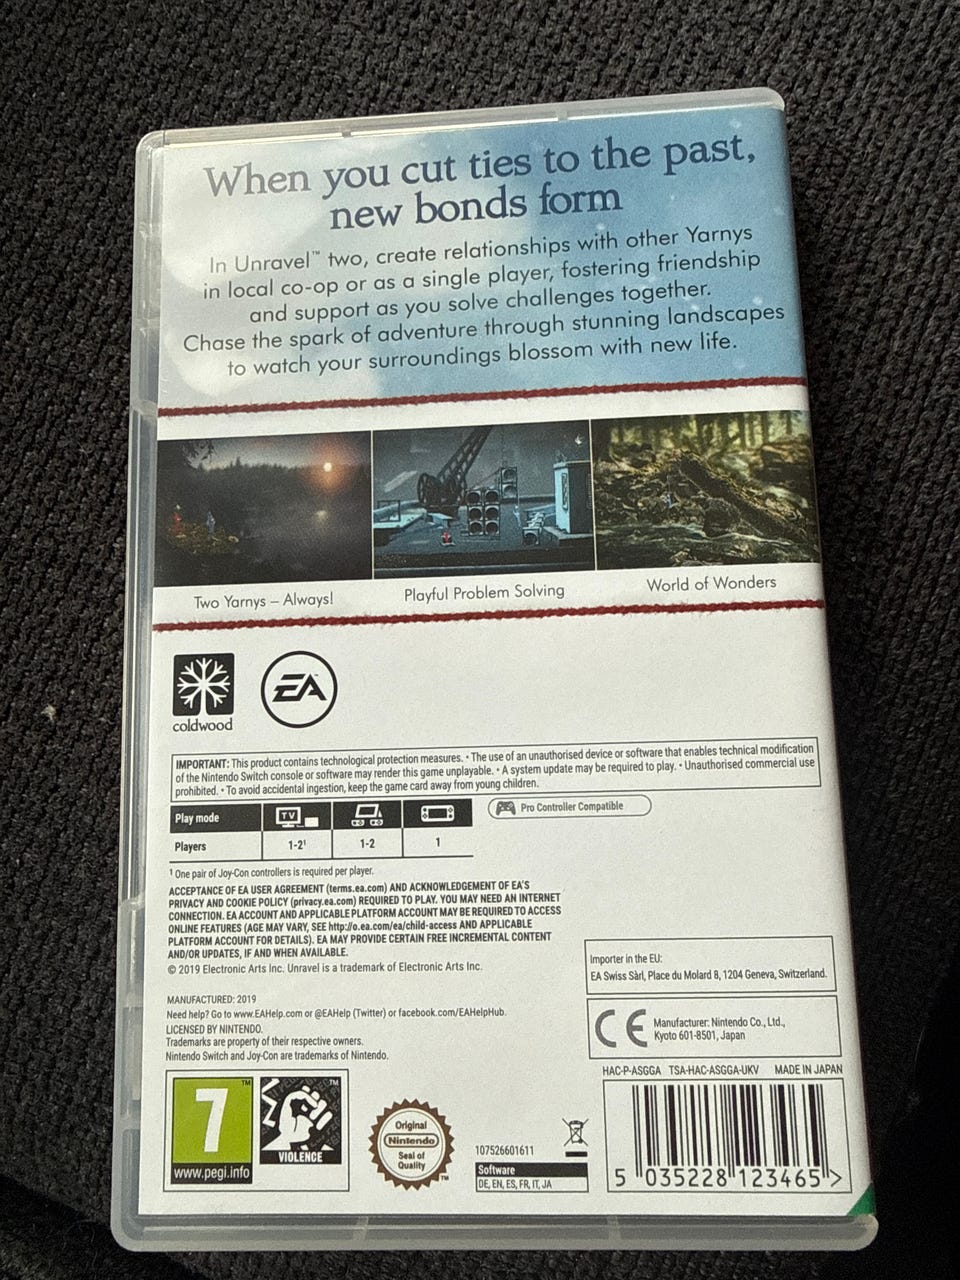 When you cut ties to the past,
new bonds form
In Unravel™ two, create relationships with other Yarnys
in local co-op or as a single player, fostering friendship
and support as you solve challenges together.
Chase the spark of adventure through stunning landscapes
to watch your surroundings blossom with new life.
Two Yarnys – Always!
Playful Problem Solving
World of Wonders
coldwood
EA
IMPORTANT: This product contains technological protection measures. • The use of an unauthorised device or software that enables technical modification
of the Nintendo Switch console or software may render this game unplayable. • A system update may be required to play. • Unauthorised commercial use
prohibited. • To avoid accidental ingestion, keep the game card away from young children.
Play mode TV
Pro Controller Compatible
Players 1-2¹ 1-2 1
¹ One pair of Joy-Con controllers is required per player.
ACCEPTANCE OF EA USER AGREEMENT (terms.ea.com) AND ACKNOWLEDGEMENT OF EA'S
PRIVACY AND COOKIE POLICY (privacy.ea.com) REQUIRED TO PLAY. YOU MAY NEED AN INTERNET
CONNECTION. EA ACCOUNT AND APPLICABLE PLATFORM ACCOUNT MAY BE REQUIRED TO ACCESS
ONLINE FEATURES (AGE MAY VARY, SEE http://o.ea.com/ea/child-access AND APPLICABLE
PLATFORM ACCOUNT FOR DETAILS). EA MAY PROVIDE CERTAIN FREE INCREMENTAL CONTENT
AND/OR UPDATES, IF AND WHEN AVAILABLE.
© 2019 Electronic Arts Inc. Unravel is a trademark of Electronic Arts Inc.
Importer in the EU:
EA Swiss Sàrl, Place du Molard 8, 1204 Geneva, Switzerland.
MANUFACTURED: 2019
Need help? Go to www.EAHelp.com or @EAHelp (Twitter) or facebook.com/EAHelpHub.
LICENSED BY NINTENDO.
Trademarks are property of their respective owners.
Nintendo Switch and Joy-Con are trademarks of Nintendo.
CE
Manufacturer: Nintendo Co., Ltd.,
Kyoto 601-8501, Japan
HAC-P-ASGGA TSA-HAC-ASGGA-UKV MADE IN JAPAN
7™
www.pegi.info
™
VIOLENCE
Original
Nintendo
Seal of
Quality
™
107526601611
Software
DE, EN, ES, FR, IT, JA
5 035228 123465 >